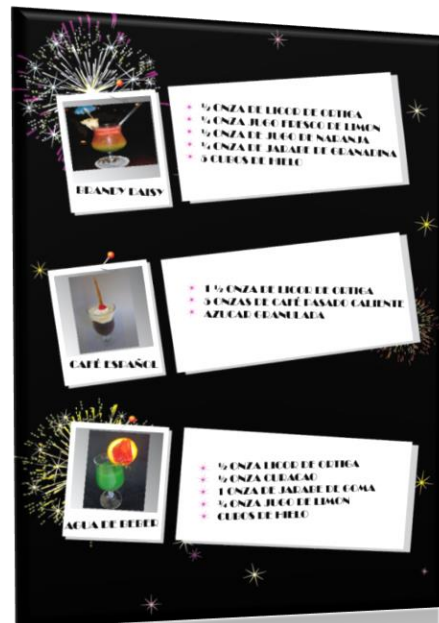 ½ ONZA DE LICOR DE ORTIGA
¼ ONZA JUGO FRESCO DE LIMON
½ ONZA DE JUGO DE NARANJA
¼ ONZA DE JARABE DE GRANADINA
5 CUBOS DE HIELO
BRANDY DAISY
1 ½ ONZA DE LICOR DE ORTIGA
5 ONZAS DE CAFÉ PASADO CALIENTE
AZUCAR GRANULADA
CAFÉ ESPAÑOL
½ ONZA LICOR DE ORTIGA
½ ONZA CURACAO
1 ONZA DE JARABE DE GOMA
¼ ONZA JUGO DE LIMON
CUBOS DE HIELO
AGUA DE BEBER